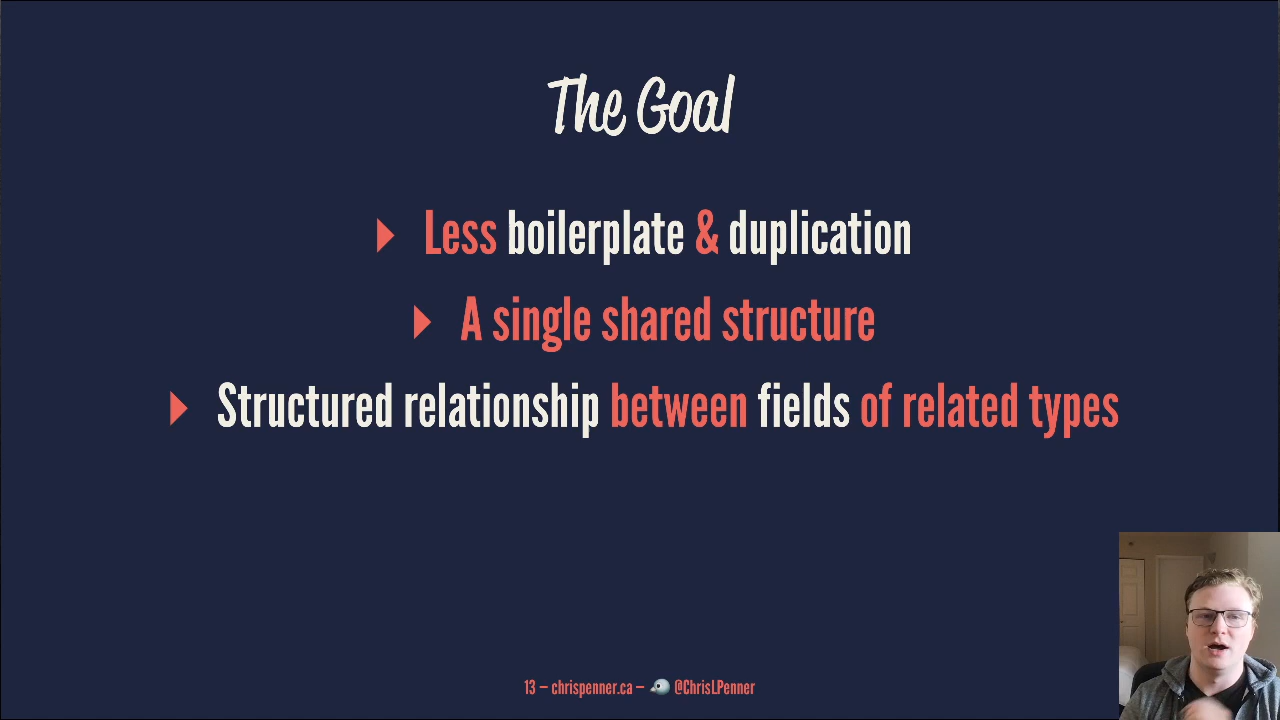 The Goal
Less boilerplate & duplication
A single shared structure
Structured relationship between fields of related types
13 — chrispenner.ca — 🐦 @ChrisLPenner